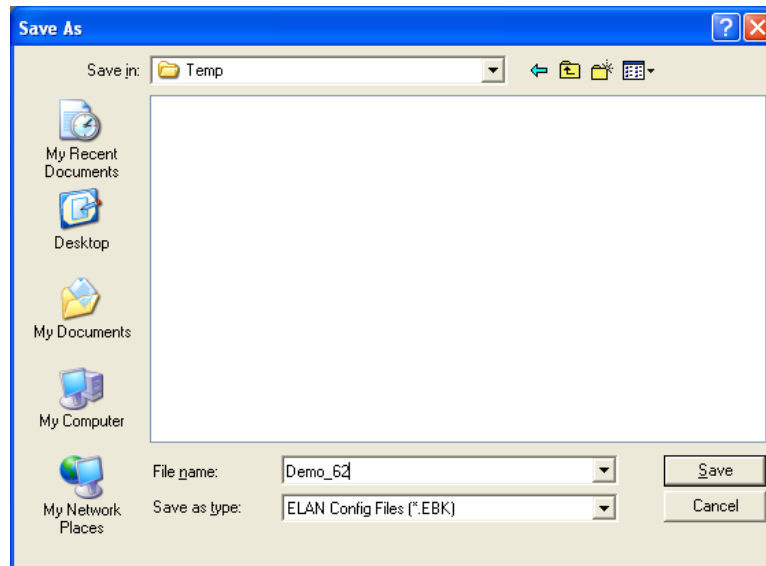 Save As
Save in:
Temp
My Recent
Documents
Desktop
My Documents
My Computer
My Network
Places
File name:
Demo_62
Save
Save as type:
ELAN Config Files (*.EBK)
Cancel